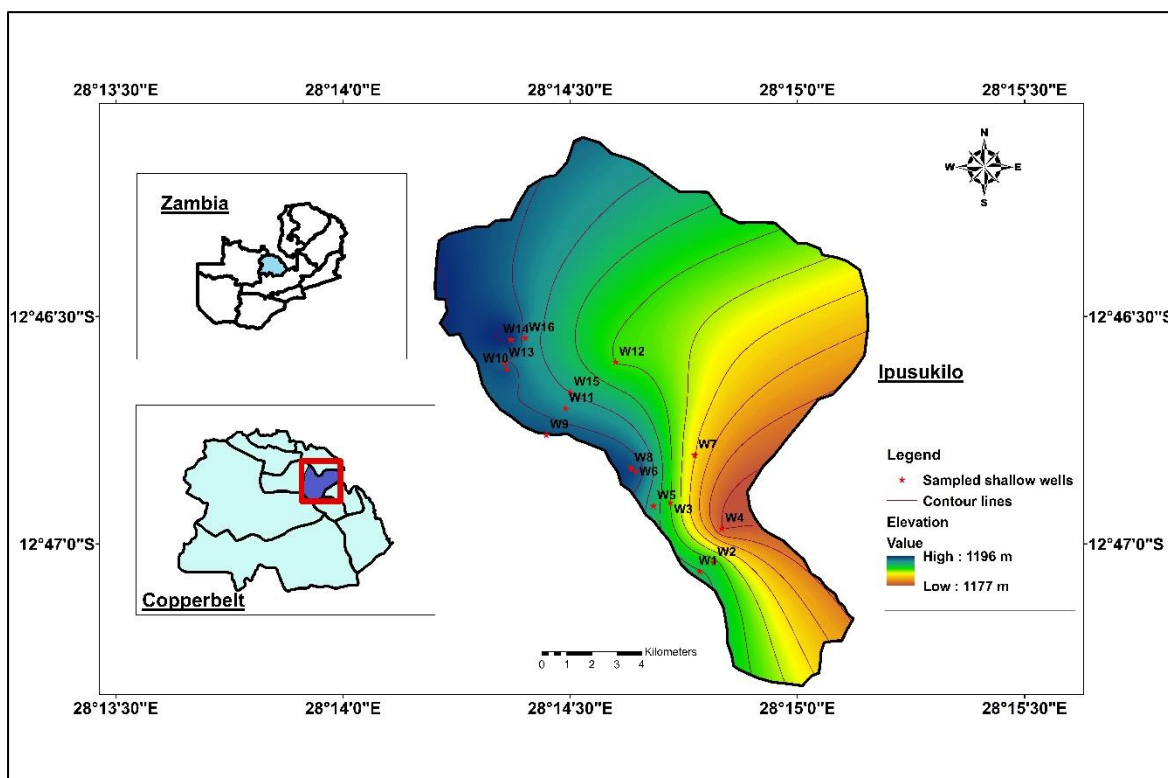 28°13'30"E 28°14'0"E 28°14'30"E 28°15'0"E 28°15'30"E
N
W E
S
Zambia
12°46'30"S 12°46'30"S
W14 W16
W13
W10
W12
Ipusukilo
W15
W11
W9
W7
W8
W6
W5
W3
W4
W2
W1
Legend
Sampled shallow wells
Contour lines
Elevation
Value
High : 1196 m
Low : 1177 m
12°47'0"S 12°47'0"S
Copperbelt
Kilometers
0 1 2 3 4
28°13'30"E 28°14'0"E 28°14'30"E 28°15'0"E 28°15'30"E